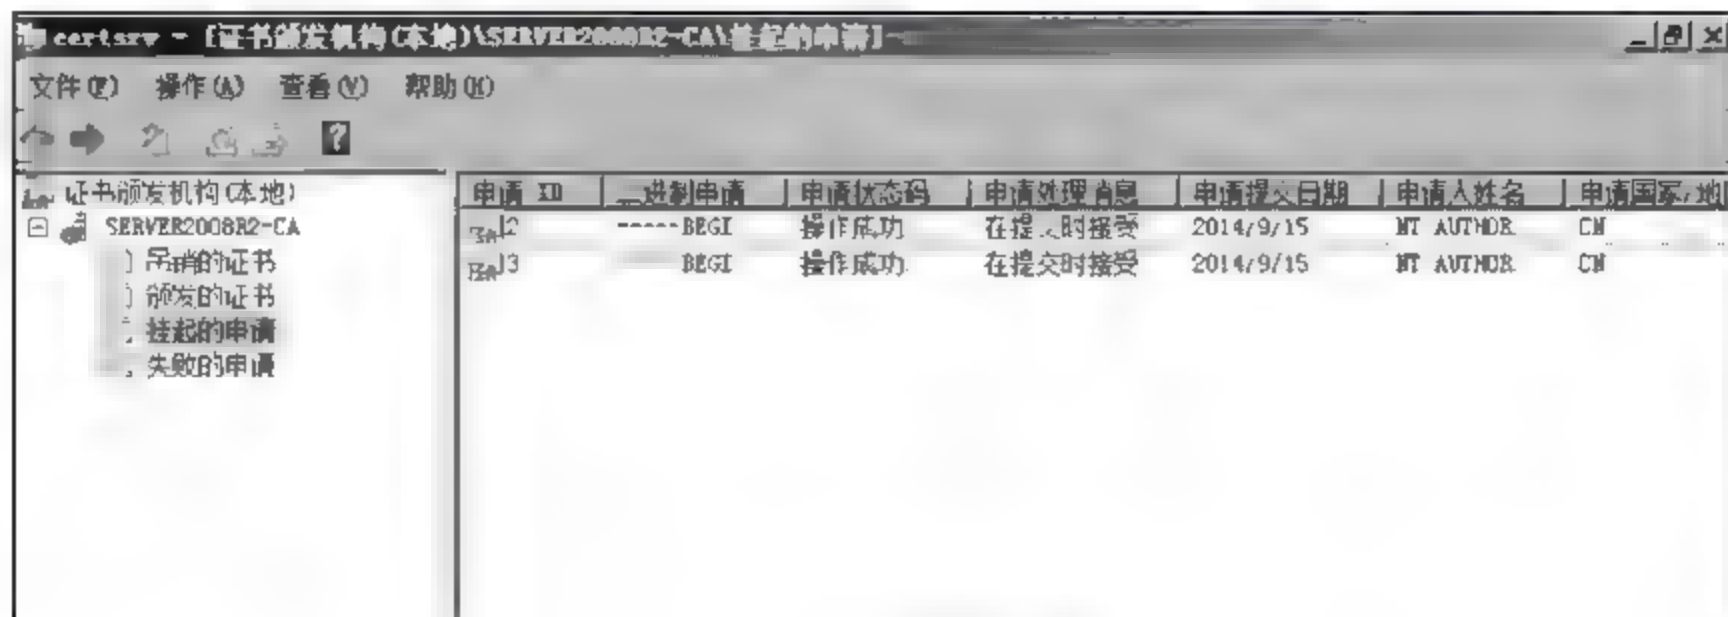 certsrv - [证书颁发机构(本地)\SERVER2008R2-CA\挂起的申请]
文件(F) 操作(A) 查看(V) 帮助(H)
证书颁发机构(本地)
SERVER2008R2-CA
吊销的证书
颁发的证书
挂起的申请
失败的申请
申请 ID 二进制申请 申请状态码 申请处理消息 申请提交日期 申请人姓名 申请国家/地
2 -----BEGI 操作成功 在提交时接受 2014/9/15 NT AUTHOR CN
3 -----BEGI 操作成功 在提交时接受 2014/9/15 NT AUTHOR CN